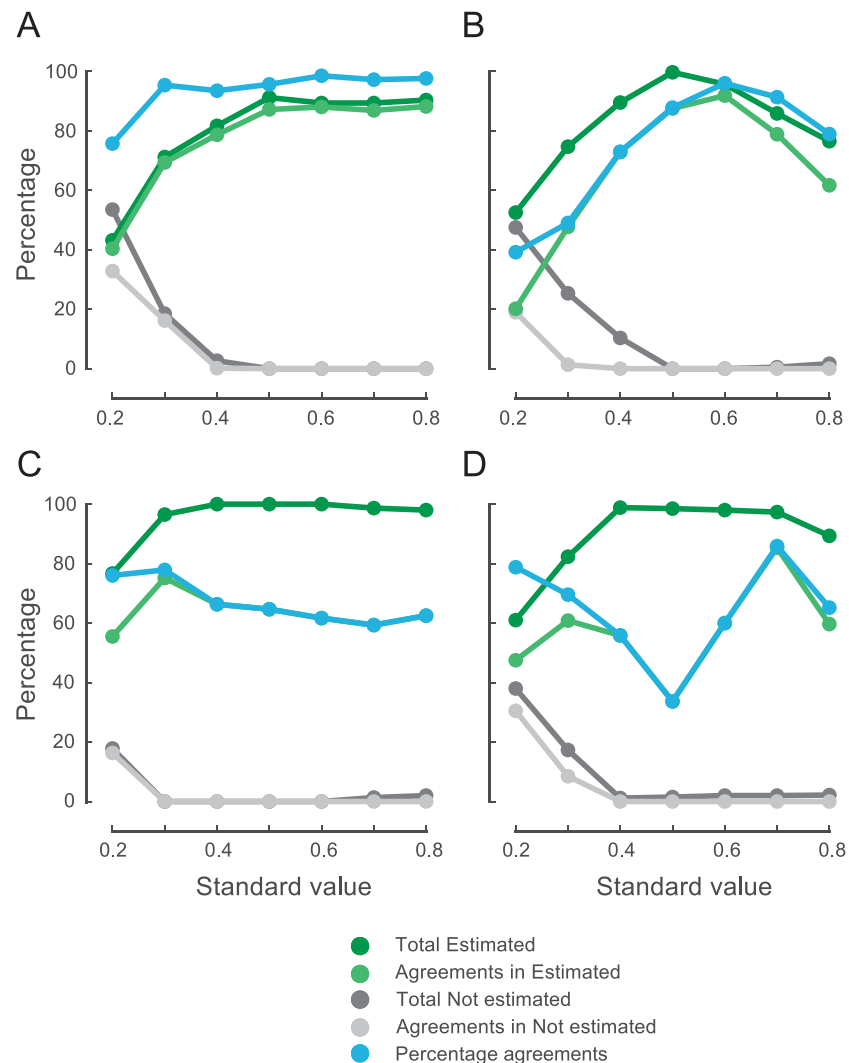 A
B
100
80
60
40
20
0
Percentage
0.2
0.4
0.6
0.8
0.2
0.4
0.6
0.8
C
D
100
80
60
40
20
0
Percentage
0.2
0.4
0.6
0.8
0.2
0.4
0.6
0.8
Standard value
Standard value
Total Estimated
Agreements in Estimated
Total Not estimated
Agreements in Not estimated
Percentage agreements